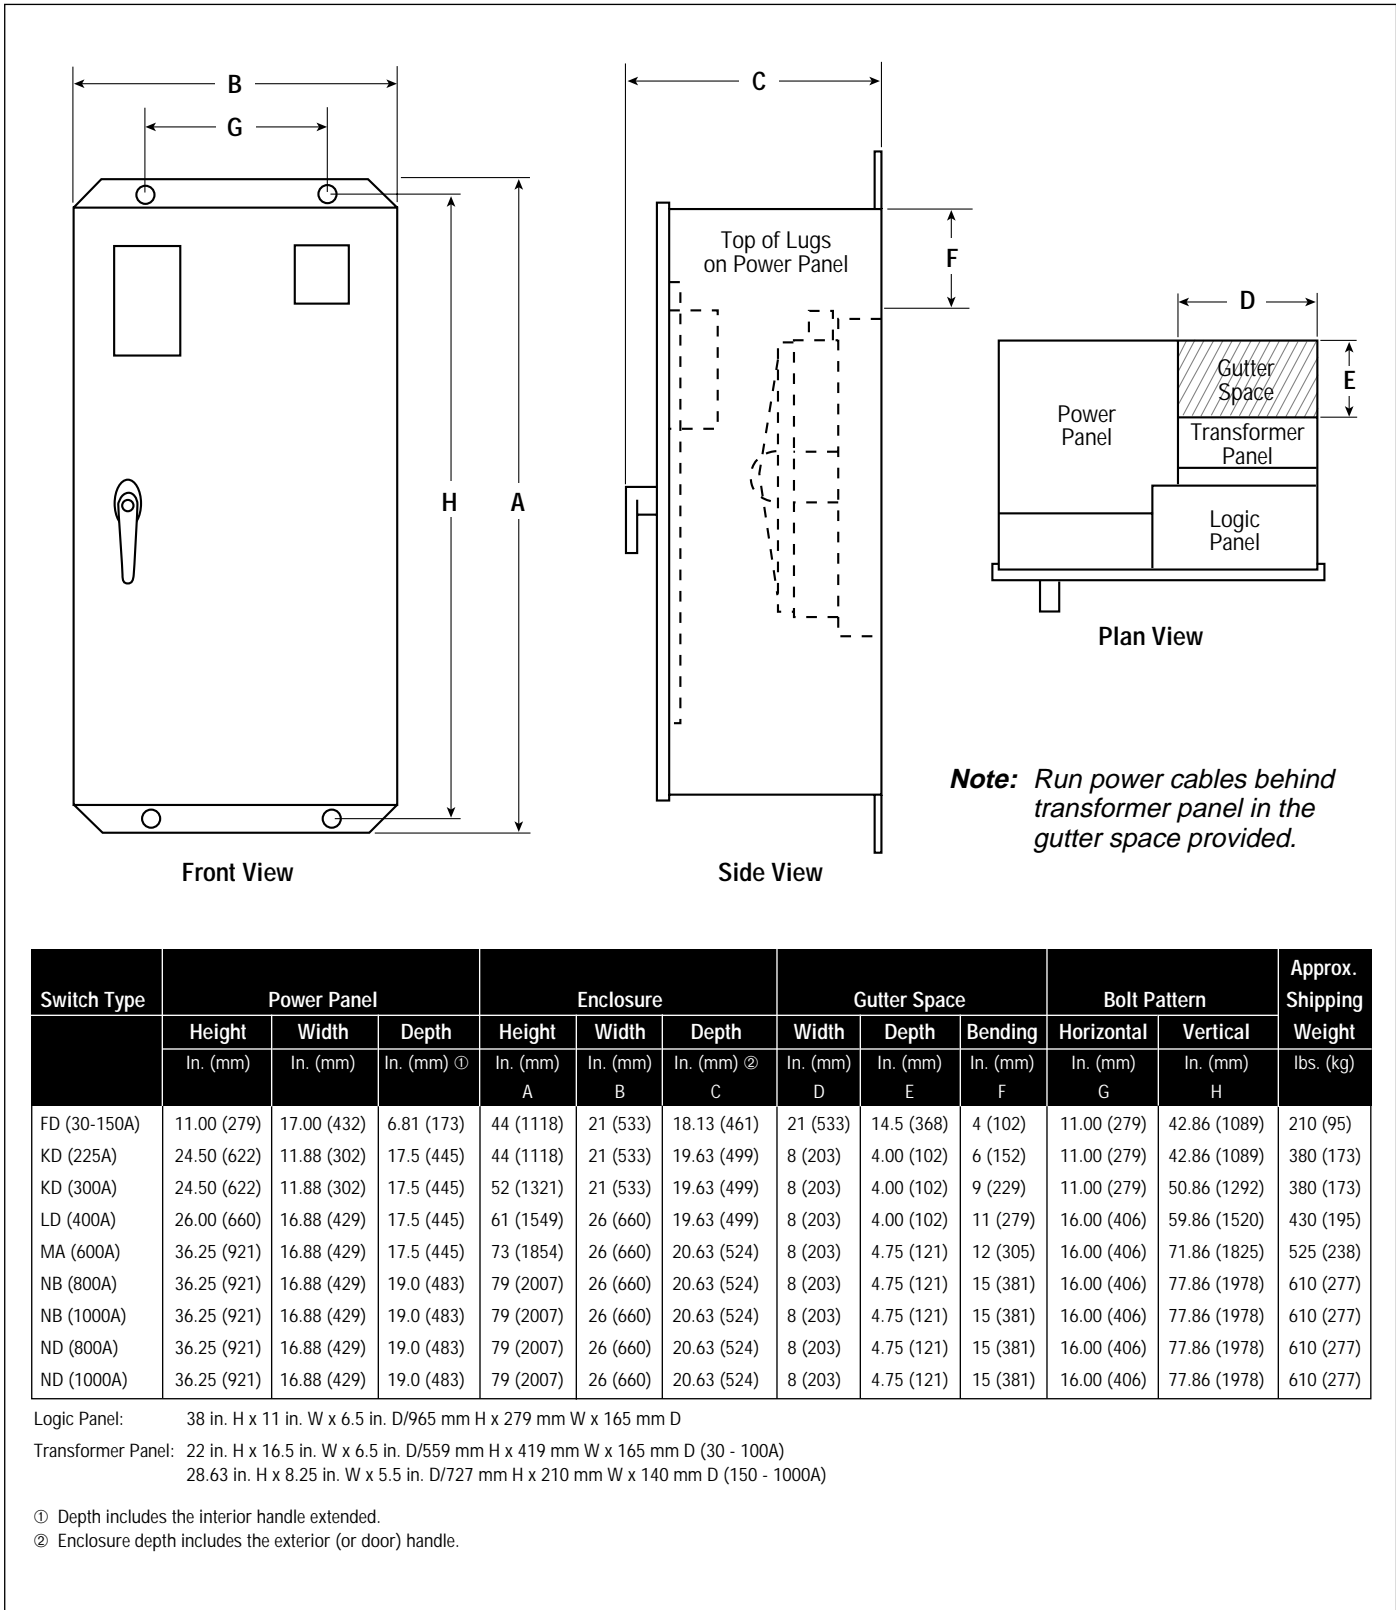 B
G
H
A
Front View
C
Top of Lugs
on Power Panel
F
Side View
D
E
Gutter
Space
Power
Panel
Transformer
Panel
Logic
Panel
Plan View
Note: Run power cables behind
transformer panel in the
gutter space provided.
Switch Type Power Panel Enclosure Gutter Space Bolt Pattern Approx. Shipping Weight
Height Width Depth Height Width Depth Width Depth Bending Horizontal Vertical
In. (mm) In. (mm) In. (mm) ① In. (mm) In. (mm) In. (mm) ② In. (mm) In. (mm) In. (mm) In. (mm) In. (mm) lbs. (kg)
A B C D E F G H
FD (30-150A) 11.00 (279) 17.00 (432) 6.81 (173) 44 (1118) 21 (533) 18.13 (461) 21 (533) 14.5 (368) 4 (102) 11.00 (279) 42.86 (1089) 210 (95)
KD (225A) 24.50 (622) 11.88 (302) 17.5 (445) 44 (1118) 21 (533) 19.63 (499) 8 (203) 4.00 (102) 6 (152) 11.00 (279) 42.86 (1089) 380 (173)
KD (300A) 24.50 (622) 11.88 (302) 17.5 (445) 52 (1321) 21 (533) 19.63 (499) 8 (203) 4.00 (102) 9 (229) 11.00 (279) 50.86 (1292) 380 (173)
LD (400A) 26.00 (660) 16.88 (429) 17.5 (445) 61 (1549) 26 (660) 19.63 (499) 8 (203) 4.00 (102) 11 (279) 16.00 (406) 59.86 (1520) 430 (195)
MA (600A) 36.25 (921) 16.88 (429) 17.5 (445) 73 (1854) 26 (660) 20.63 (524) 8 (203) 4.75 (121) 12 (305) 16.00 (406) 71.86 (1825) 525 (238)
NB (800A) 36.25 (921) 16.88 (429) 19.0 (483) 79 (2007) 26 (660) 20.63 (524) 8 (203) 4.75 (121) 15 (381) 16.00 (406) 77.86 (1978) 610 (277)
NB (1000A) 36.25 (921) 16.88 (429) 19.0 (483) 79 (2007) 26 (660) 20.63 (524) 8 (203) 4.75 (121) 15 (381) 16.00 (406) 77.86 (1978) 610 (277)
ND (800A) 36.25 (921) 16.88 (429) 19.0 (483) 79 (2007) 26 (660) 20.63 (524) 8 (203) 4.75 (121) 15 (381) 16.00 (406) 77.86 (1978) 610 (277)
ND (1000A) 36.25 (921) 16.88 (429) 19.0 (483) 79 (2007) 26 (660) 20.63 (524) 8 (203) 4.75 (121) 15 (381) 16.00 (406) 77.86 (1978) 610 (277)
Logic Panel: 38 in. H x 11 in. W x 6.5 in. D/965 mm H x 279 mm W x 165 mm D
Transformer Panel: 22 in. H x 16.5 in. W x 6.5 in. D/559 mm H x 419 mm W x 165 mm D (30 - 100A)
28.63 in. H x 8.25 in. W x 5.5 in. D/727 mm H x 210 mm W x 140 mm D (150 - 1000A)
① Depth includes the interior handle extended.
② Enclosure depth includes the exterior (or door) handle.